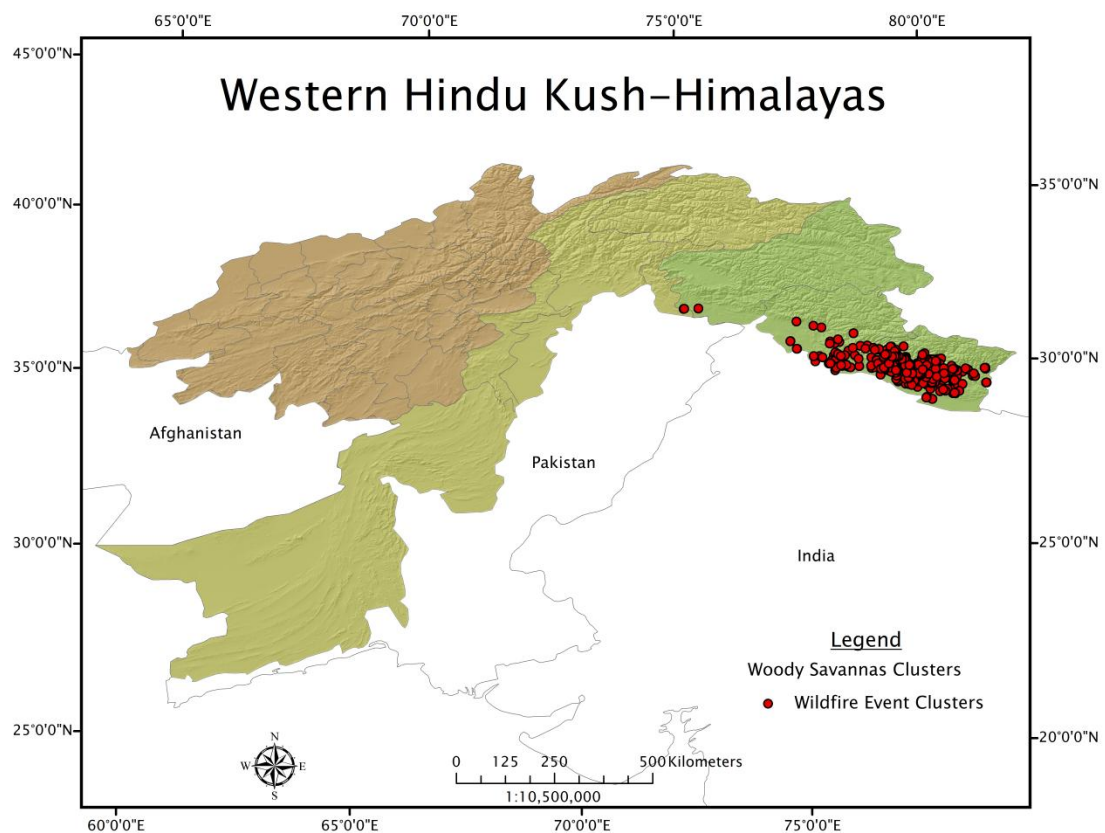 65°0'0"E 70°0'0"E 75°0'0"E 80°0'0"E
45°0'0"N
Western Hindu Kush-Himalayas
40°0'0"N
35°0'0"N
35°0'0"N
30°0'0"N
Afghanistan
Pakistan
30°0'0"N
25°0'0"N
India
Legend
Woody Savannas Clusters
Wildfire Event Clusters
25°0'0"N
20°0'0"N
N
W E
S
0 125 250 500 Kilometers
1:10,500,000
60°0'0"E 65°0'0"E 70°0'0"E 75°0'0"E